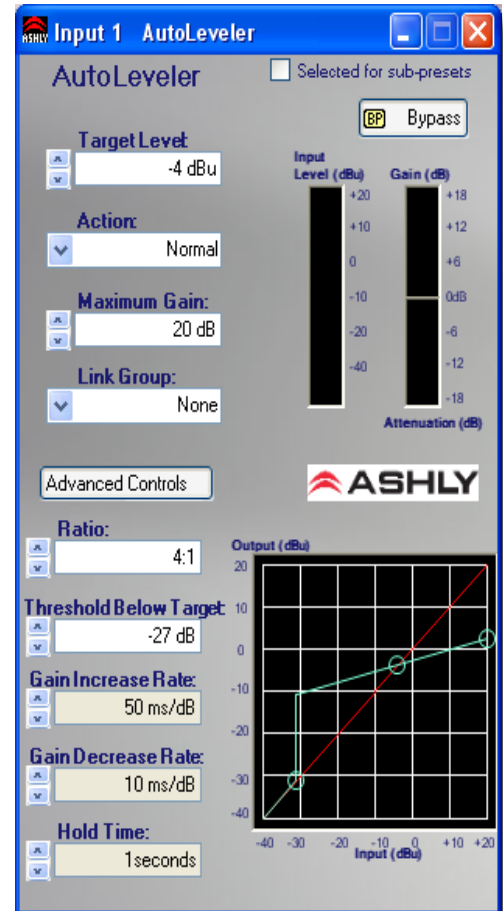 ASHLY Input 1 AutoLeveler
AutoLeveler
Selected for sub-presets
BP Bypass
Target Level:
-4 dBu
Action:
Normal
Maximum Gain:
20 dB
Link Group:
None
Input
Level (dBu) Gain (dB)
+20 +18
+10 +12
0 +6
-10 0dB
-20 -6
-40 -12
-18
Attenuation (dB)
Advanced Controls
ASHLY
Ratio:
4:1
Threshold Below Target:
-27 dB
Gain Increase Rate:
50 ms/dB
Gain Decrease Rate:
10 ms/dB
Hold Time:
1seconds
Output (dBu)
20
10
0
-10
-20
-30
-40
-40 -30 -20 -10 0 +10 +20
Input (dBu)